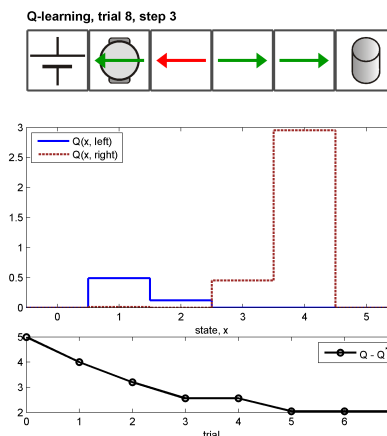 Q-learning, trial 8, step 3
3
2.5
2
1.5
1
0.5
0
Q(x, left)
Q(x, right)
0 1 2 3 4 5
state, x
5
4
3
2
Q - Q*
0 1 2 3 4 5 6
trial